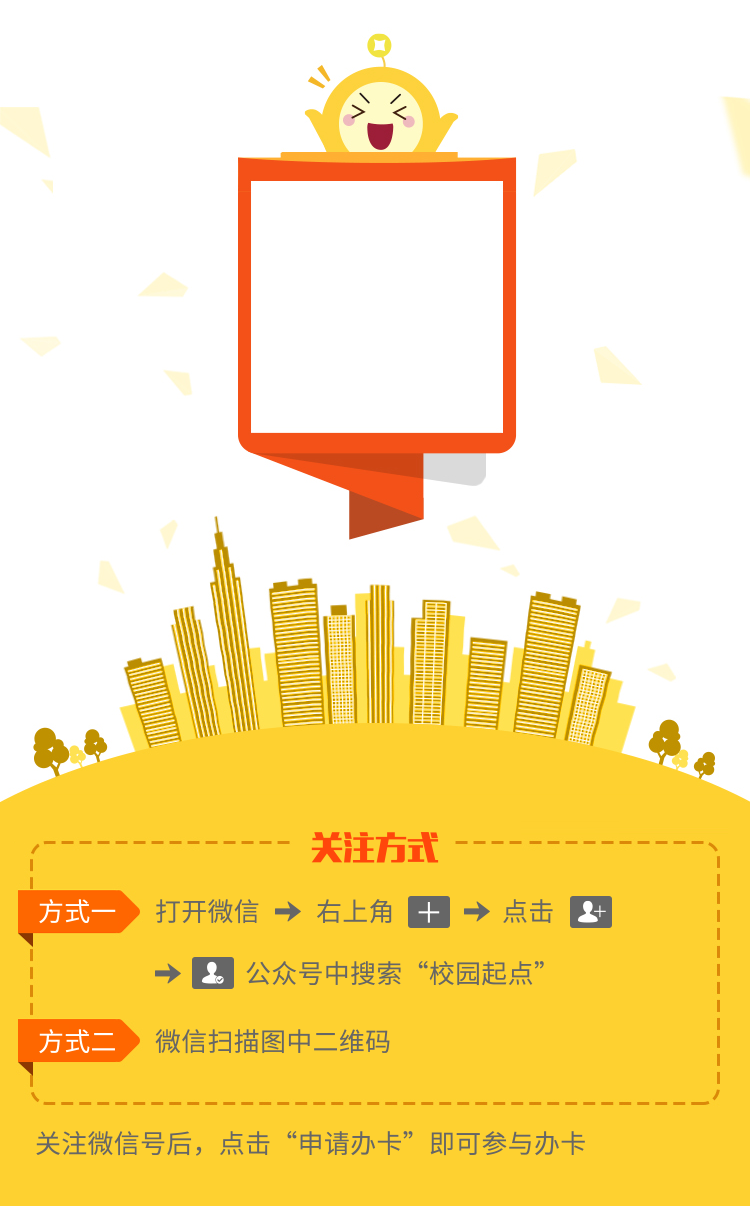 关注方式
方式一 打开微信 右上角 点击
公众号中搜索“校园起点”
方式二 微信扫描图中二维码
关注微信号后，点击“申请办卡”即可参与办卡